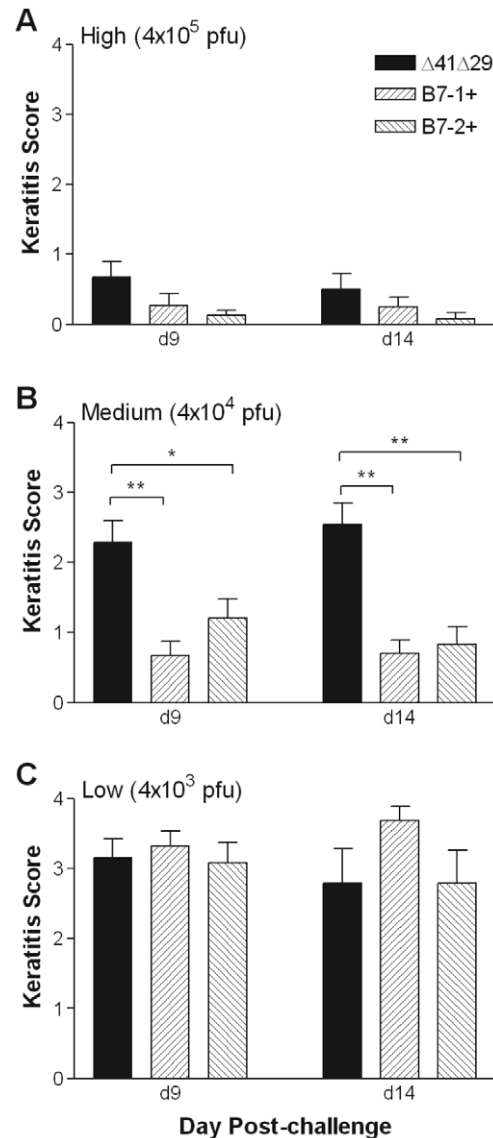 A
High (4x10⁵ pfu)
Δ41Δ29
B7-1+
B7-2+
Keratitis Score
4
3
2
1
0
d9
d14
B
Medium (4x10⁴ pfu)
Keratitis Score
4
3
2
1
0
**
*
**
**
d9
d14
C
Low (4x10³ pfu)
Keratitis Score
4
3
2
1
0
d9
d14
Day Post-challenge